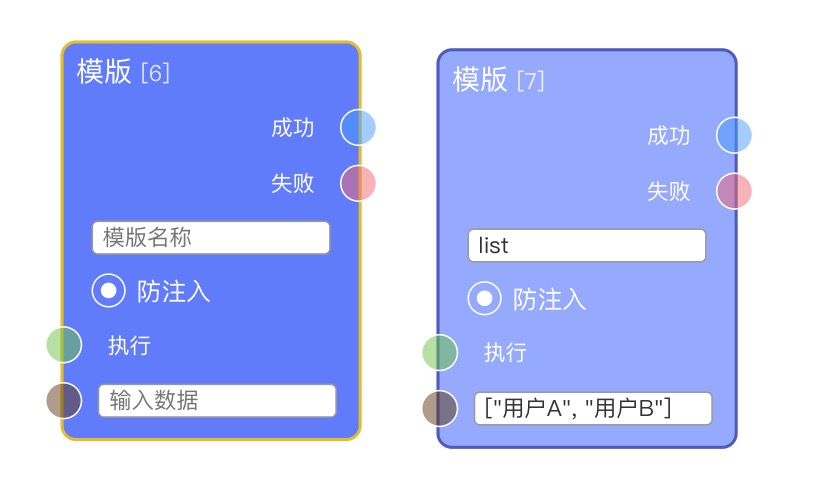 模版 [6]
成功
失败
模版名称
防注入
执行
输入数据
模版 [7]
成功
失败
list
防注入
执行
["用户A", "用户B"]